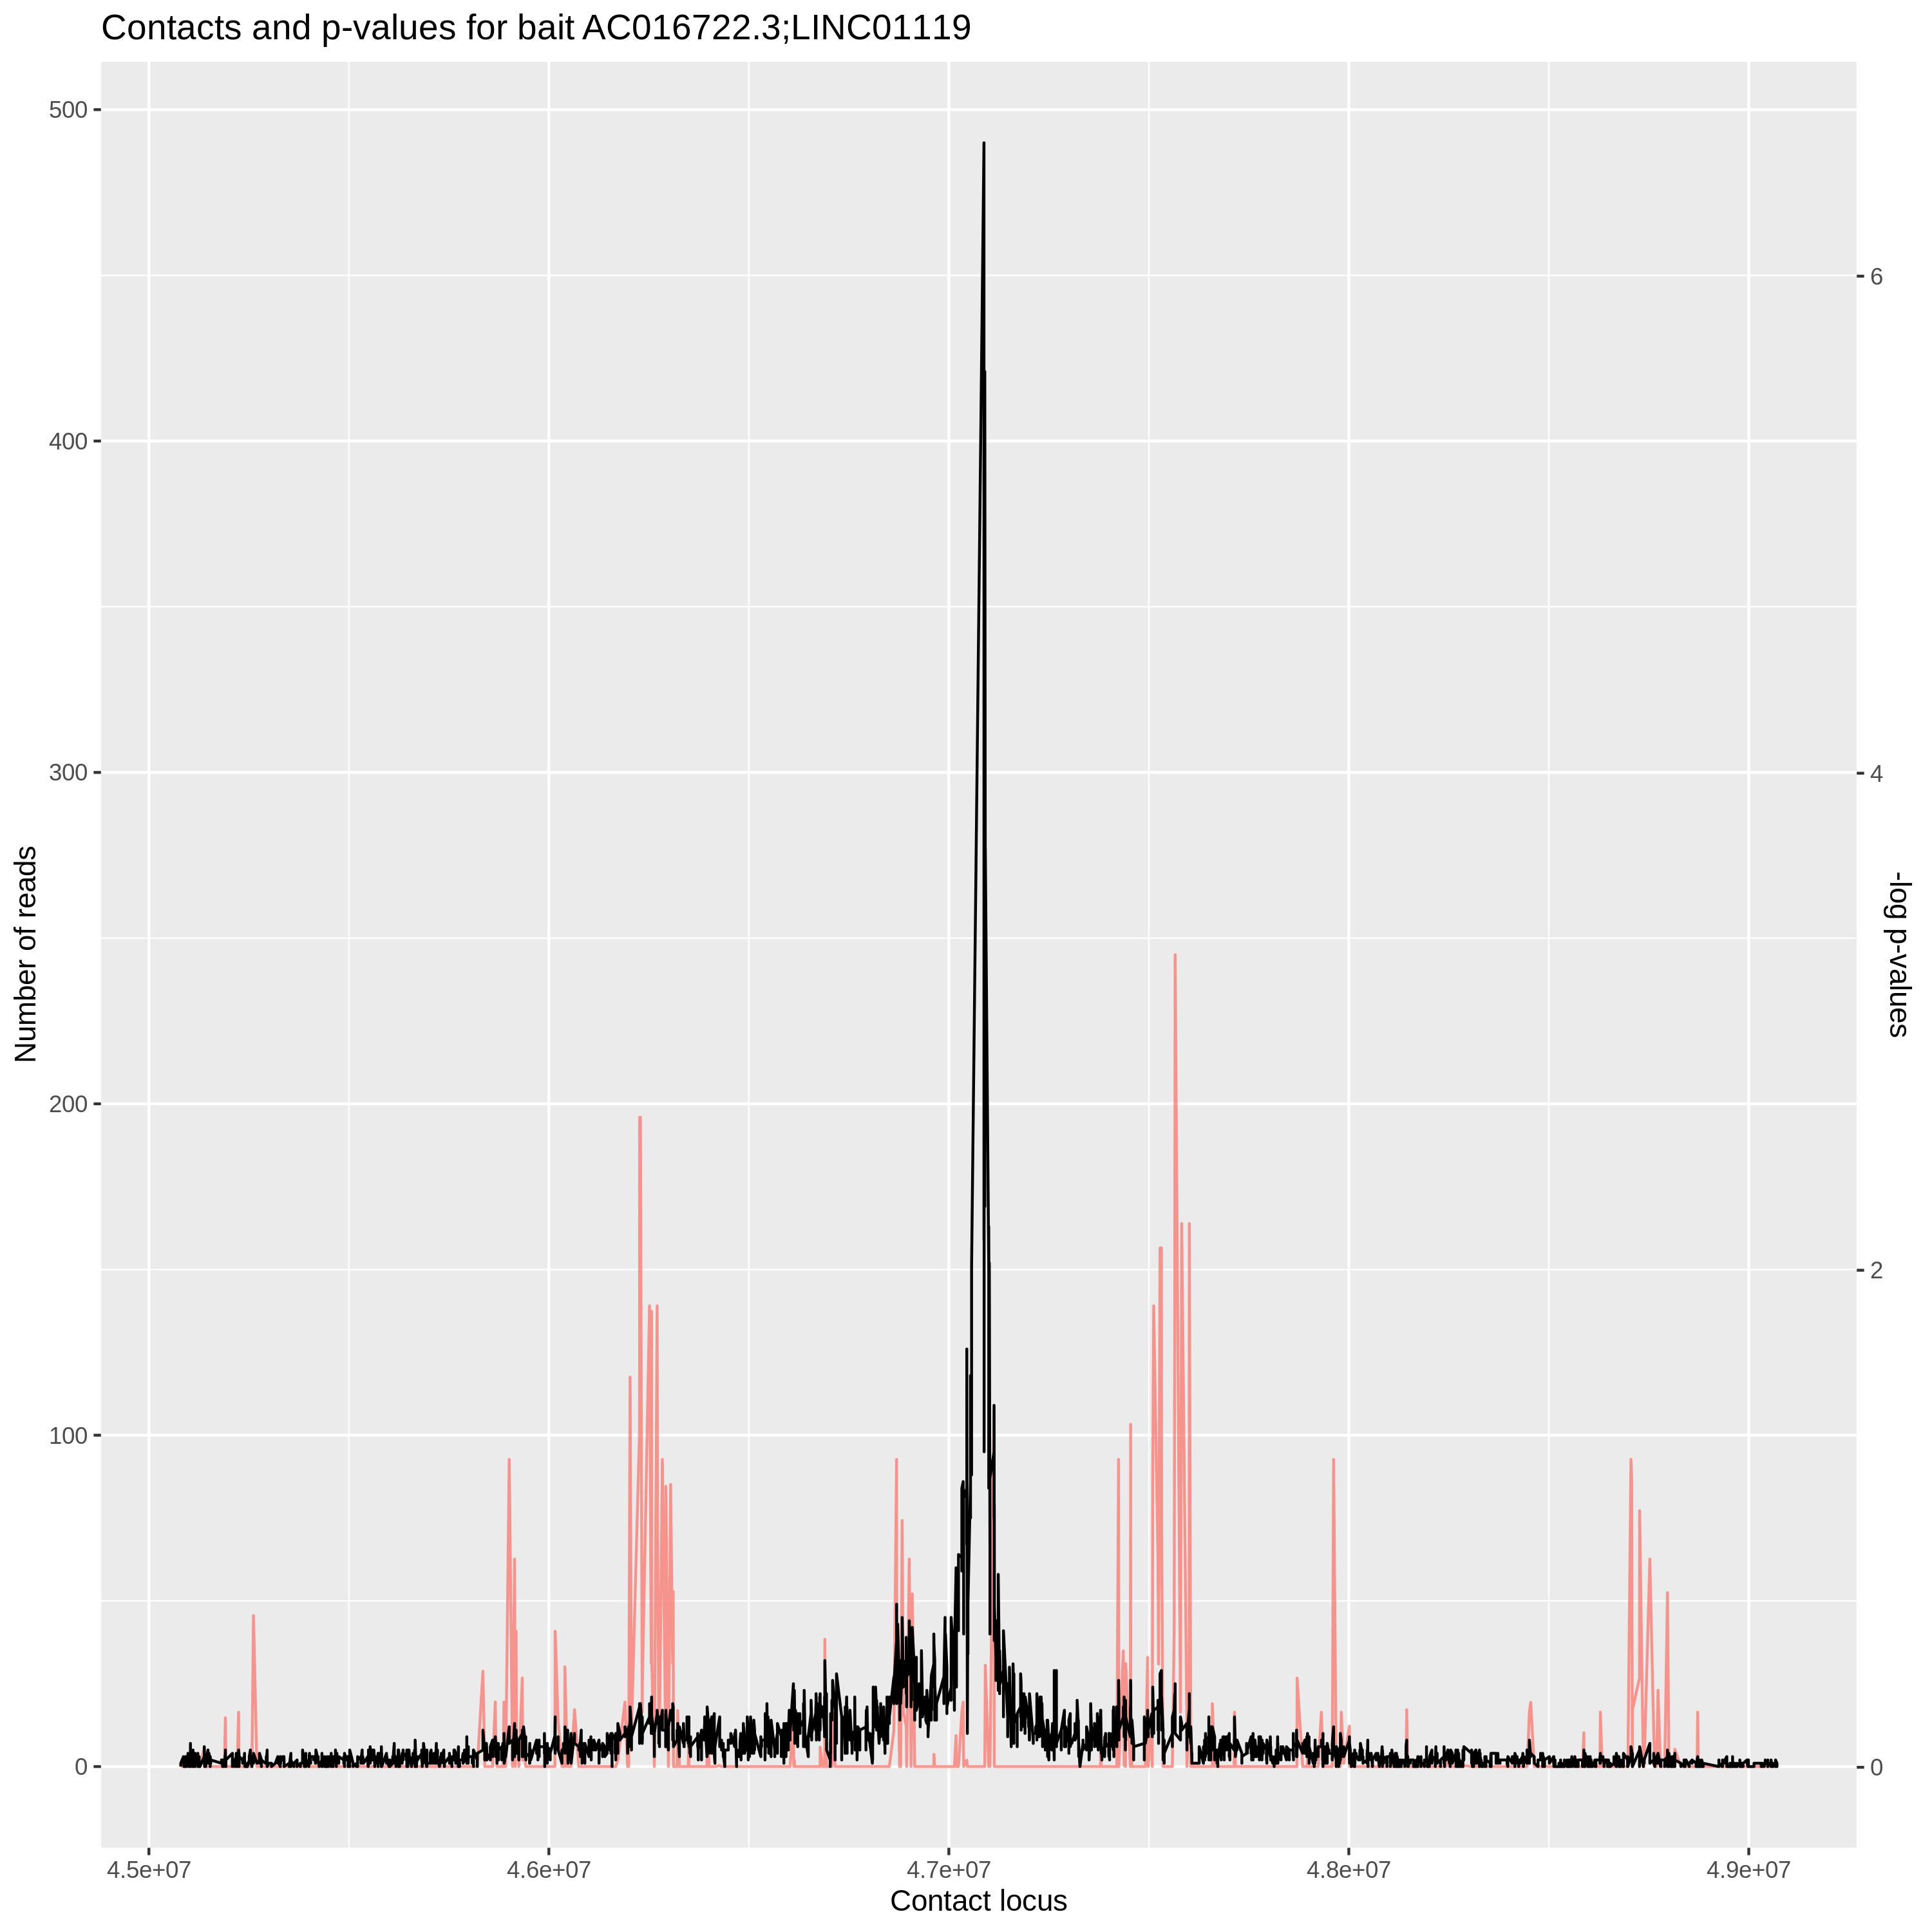 Contacts and p-values for bait AC016722.3;LINC01119
500
400
300
200
100
0
Number of reads
6
4
2
0
-log p-values
4.5e+07
4.6e+07
4.7e+07
4.8e+07
4.9e+07
Contact locus